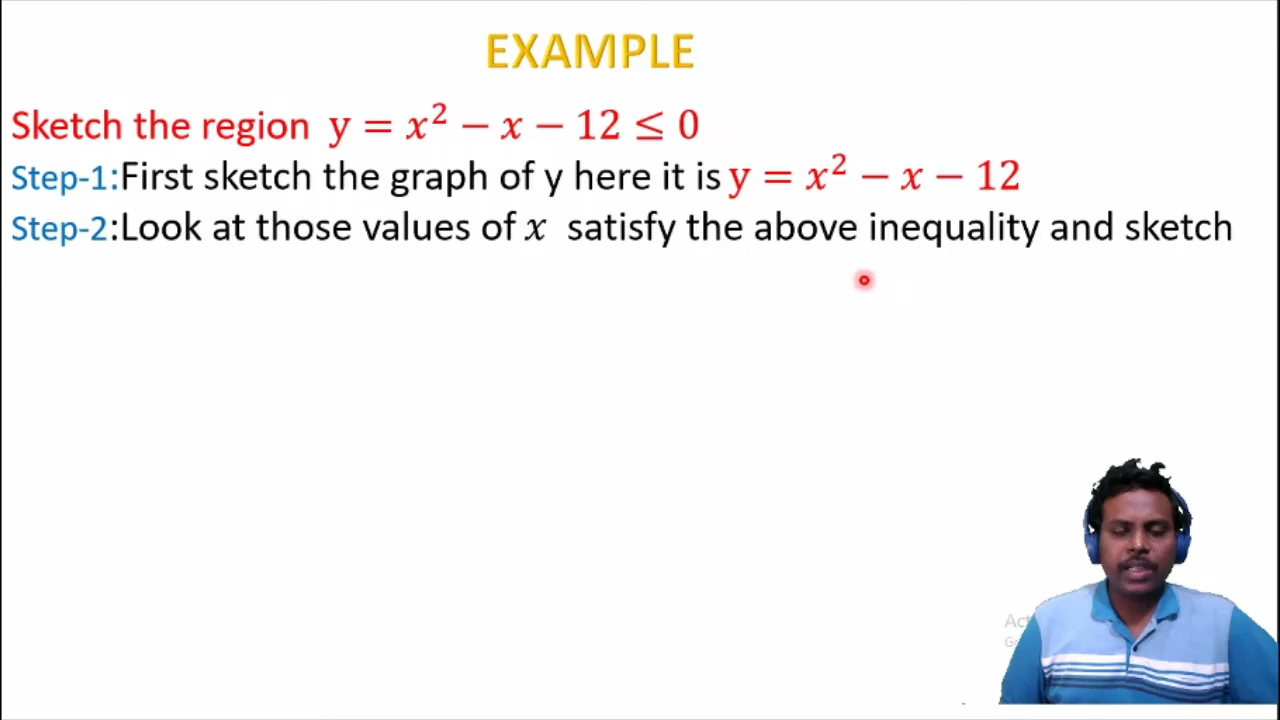 EXAMPLE
Sketch the region y = x² − x − 12 ≤ 0
Step-1:First sketch the graph of y here it is y = x² − x − 12
Step-2:Look at those values of x satisfy the above inequality and sketch